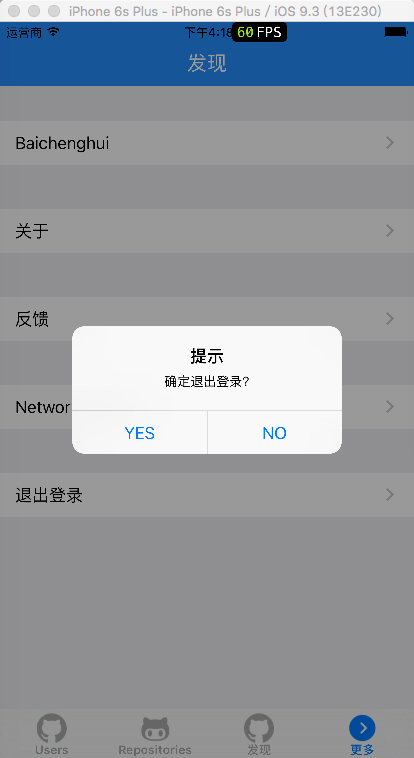 iPhone 6s Plus - iPhone 6s Plus / iOS 9.3 (13E230)
运营商 下午4:18 60 FPS
发现
Baichenghui
关于
反馈
提示
确定退出登录?
Networ
YES NO
退出登录
Users Repositories 发现 更多